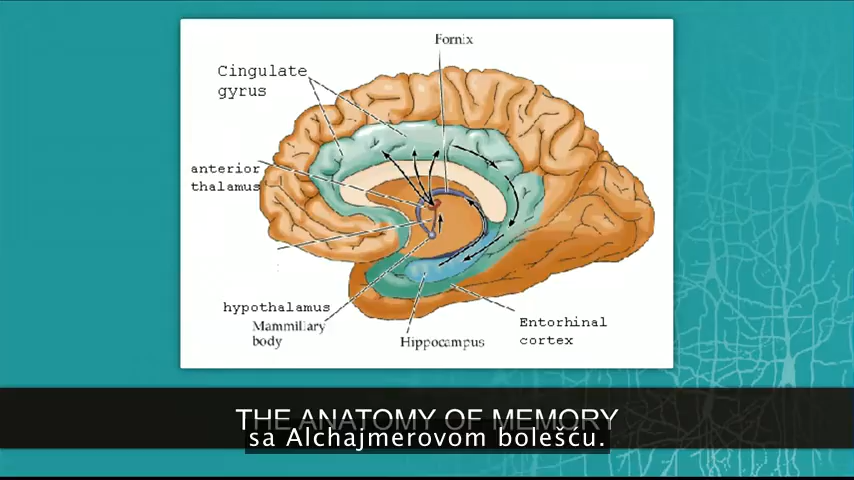 Fornix
Cingulate
gyrus
anterior
thalamus
hypothalamus
Mammillary
body
Hippocampus
Entorhinal
cortex
THE ANATOMY OF MEMORY
sa Alchajmerovom bolešću.